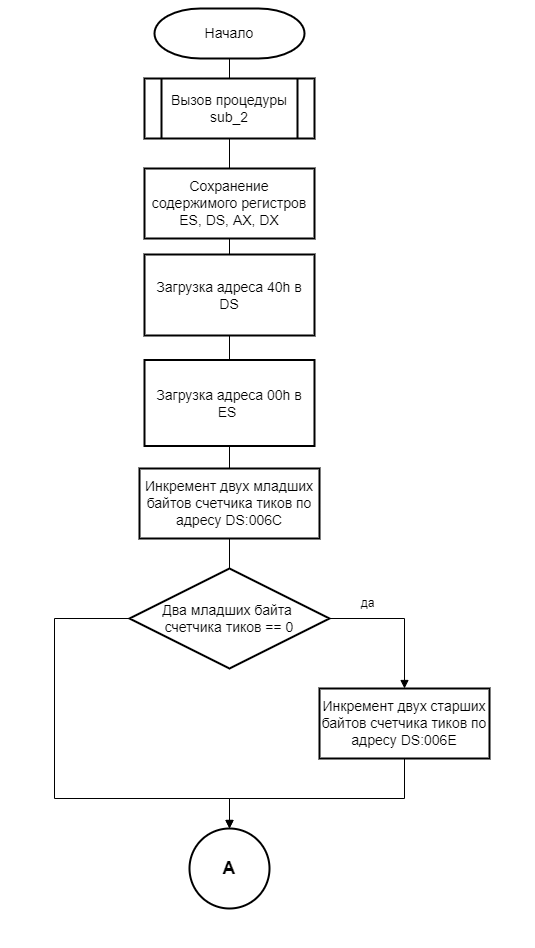 Начало
Вызов процедуры
sub_2
Сохранение
содержимого регистров
ES, DS, AX, DX
Загрузка адреса 40h в
DS
Загрузка адреса 00h в
ES
Инкремент двух младших
байтов счетчика тиков по
адресу DS:006C
Два младших байта
счетчика тиков == 0
да
Инкремент двух старших
байтов счетчика тиков по
адресу DS:006E
A